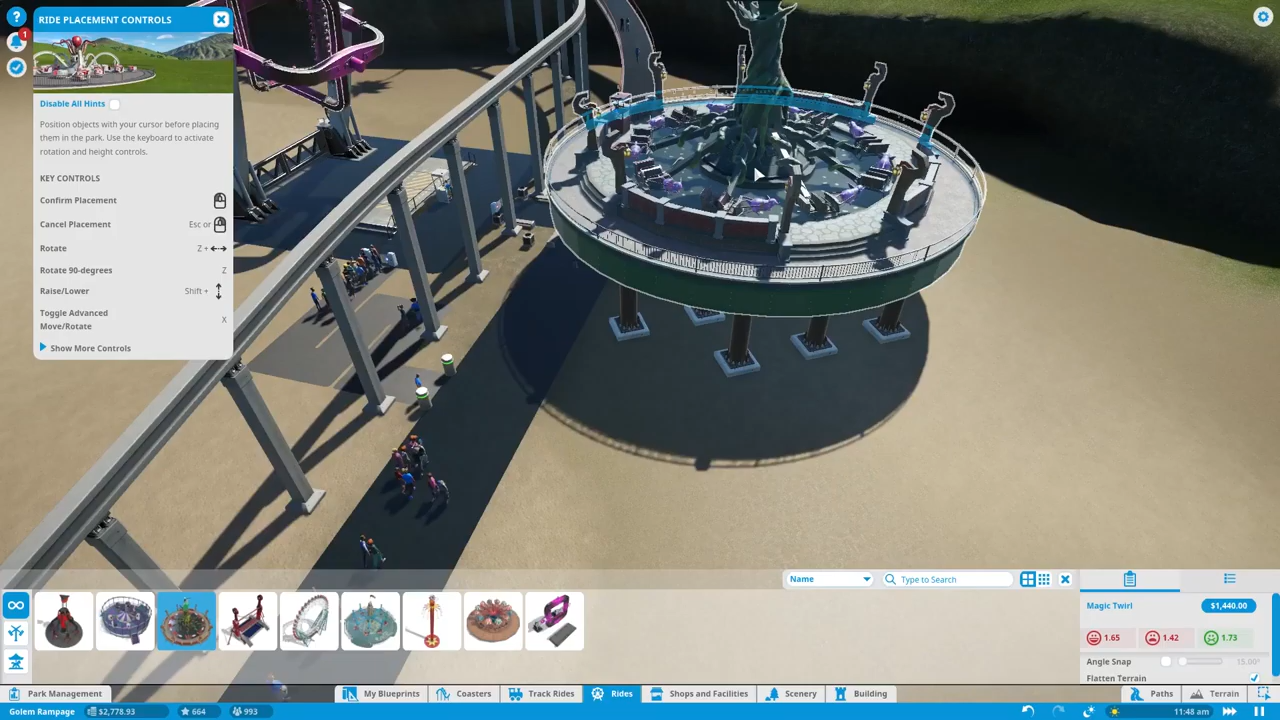 RIDE PLACEMENT CONTROLS
1
Disable All Hints
Position objects with your cursor before placing
them in the park. Use the keyboard to activate
rotation and height controls.
KEY CONTROLS
Confirm Placement
Cancel Placement Esc or
Rotate Z +
Rotate 90-degrees Z
Raise/Lower Shift +
Toggle Advanced
Move/Rotate X
Show More Controls
Name
Type to Search
Magic Twirl $1,440.00
1.65 1.42 1.73
Angle Snap 15.00°
Flatten Terrain
Park Management My Blueprints Coasters Track Rides Rides Shops and Facilities Scenery Building Paths Terrain
Golem Rampage $2,778.93 664 993 11:48 am